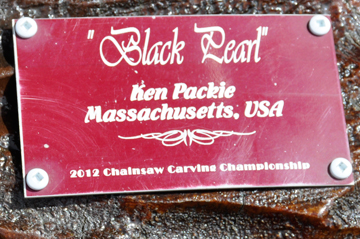 "Black Pearl"
Ken Packie
Massachusetts, USA
2012 Chainsaw Carving Championship